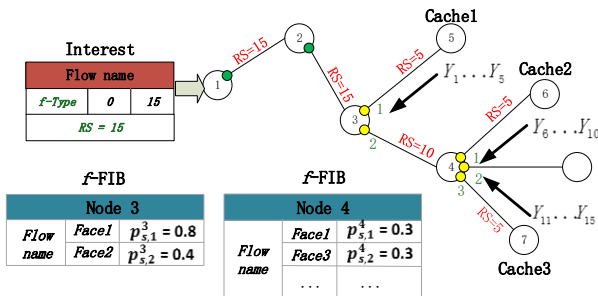 Interest
Flow name
f-Type 0 15
RS = 15
1
RS=15
2
RS=15
3
1
2
RS=5
5
Cache1
Y₁...Y₅
RS=10
4
1
2
3
RS=5
6
Cache2
Y₆...Y₁₀
Y₁₁...Y₁₅
RS=5
7
Cache3
f-FIB
Node 3
Flow name
Face1 p³ₛ,₁ = 0.8
Face2 p³ₛ,₂ = 0.4
f-FIB
Node 4
Flow name
Face1 p⁴ₛ,₁ = 0.3
Face3 p⁴ₛ,₂ = 0.3
... ...